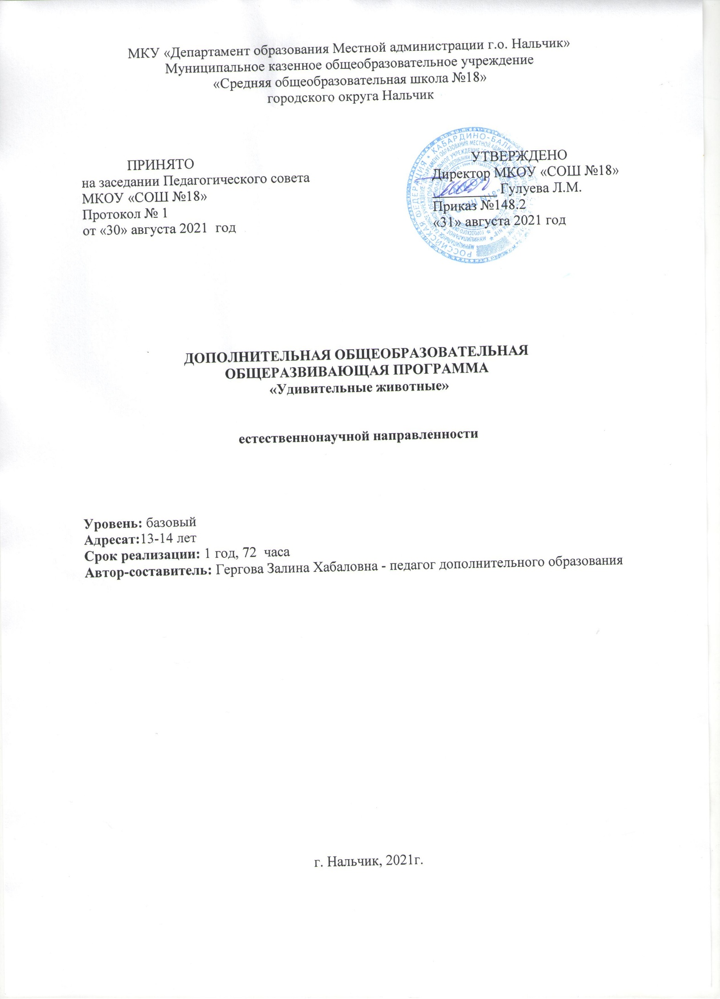 МКУ «Департамент образования Местной администрации г.о. Нальчик»
Муниципальное казенное общеобразовательное учреждение
«Средняя общеобразовательная школа №18»
городского округа Нальчик
ПРИНЯТО
на заседании Педагогического совета
МКОУ «СОШ №18»
Протокол № 1
от «30» августа 2021  год
УТВЕРЖДЕНО
Директор МКОУ «СОШ №18»
__________ Гулуева Л.М.
Приказ №148.2
«31» августа 2021 год
РОССИЙСКАЯ ФЕДЕРАЦИЯ • КАБАРДИНО-БАЛКАРСКАЯ
МКОУ
"СОШ №18"
ДОПОЛНИТЕЛЬНАЯ ОБЩЕОБРАЗОВАТЕЛЬНАЯ
ОБЩЕРАЗВИВАЮЩАЯ ПРОГРАММА
«Удивительные животные»
естественнонаучной направленности
Уровень: базовый
Адресат:13-14 лет
Срок реализации: 1 год, 72  часа
Автор-составитель: Гергова Залина Хабаловна - педагог дополнительного образования
г. Нальчик, 2021г.